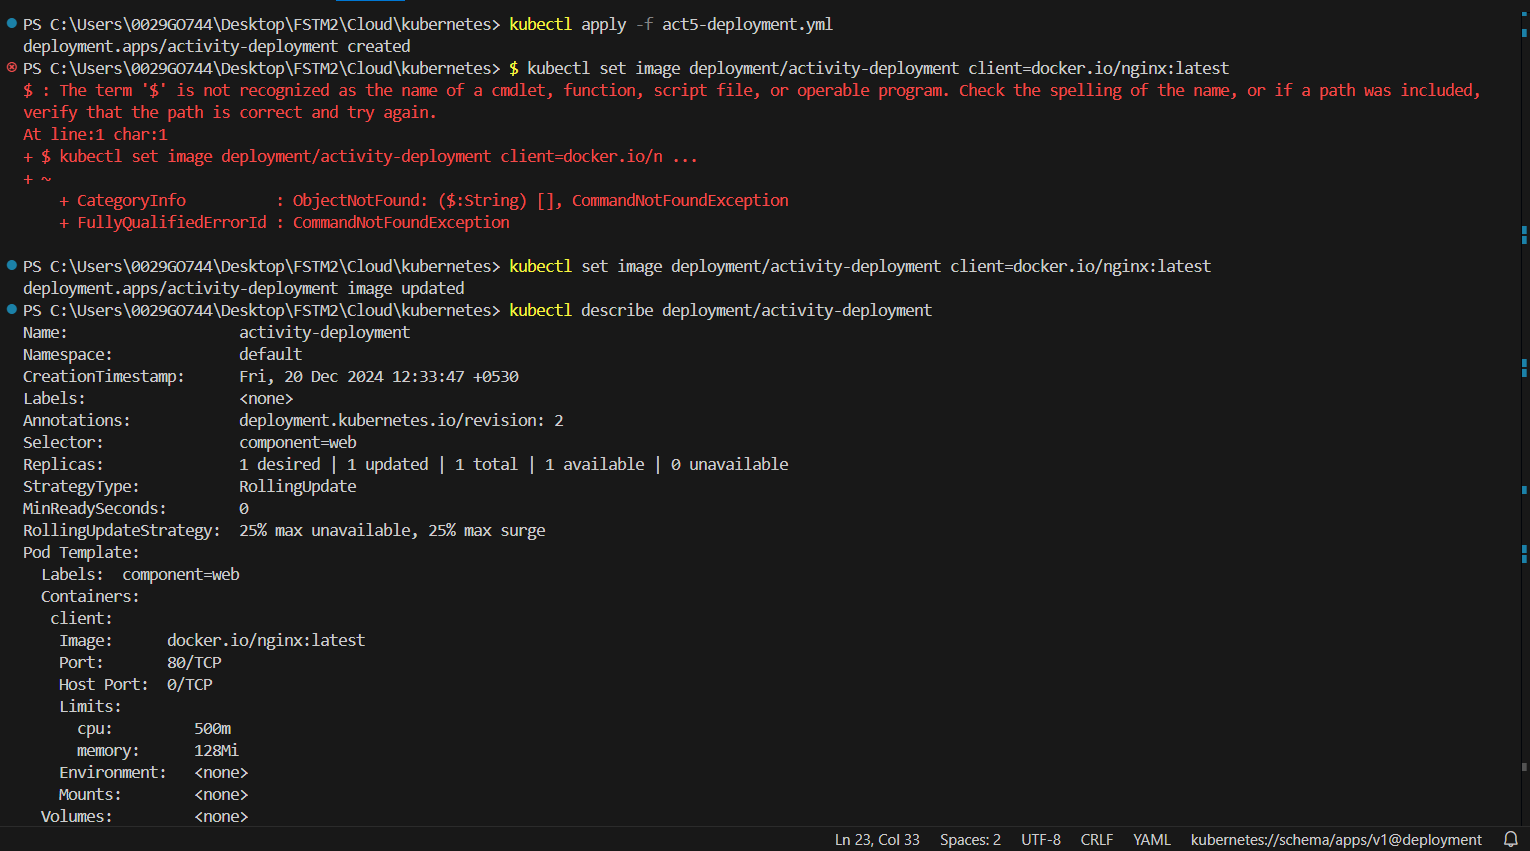 PS C:\Users\0029GO744\Desktop\FSTM2\Cloud\kubernetes> kubectl apply -f act5-deployment.yml
deployment.apps/activity-deployment created
PS C:\Users\0029GO744\Desktop\FSTM2\Cloud\kubernetes> $ kubectl set image deployment/activity-deployment client=docker.io/nginx:latest
$ : The term '$' is not recognized as the name of a cmdlet, function, script file, or operable program. Check the spelling of the name, or if a path was included,
verify that the path is correct and try again.
At line:1 char:1
+ $ kubectl set image deployment/activity-deployment client=docker.io/n ...
+ ~
    + CategoryInfo          : ObjectNotFound: ($:String) [], CommandNotFoundException
    + FullyQualifiedErrorId : CommandNotFoundException
PS C:\Users\0029GO744\Desktop\FSTM2\Cloud\kubernetes> kubectl set image deployment/activity-deployment client=docker.io/nginx:latest
deployment.apps/activity-deployment image updated
PS C:\Users\0029GO744\Desktop\FSTM2\Cloud\kubernetes> kubectl describe deployment/activity-deployment
Name:                   activity-deployment
Namespace:              default
CreationTimestamp:      Fri, 20 Dec 2024 12:33:47 +0530
Labels:                 <none>
Annotations:            deployment.kubernetes.io/revision: 2
Selector:               component=web
Replicas:               1 desired | 1 updated | 1 total | 1 available | 0 unavailable
StrategyType:           RollingUpdate
MinReadySeconds:        0
RollingUpdateStrategy:  25% max unavailable, 25% max surge
Pod Template:
  Labels:  component=web
  Containers:
   client:
    Image:      docker.io/nginx:latest
    Port:       80/TCP
    Host Port:  0/TCP
    Limits:
      cpu:         500m
      memory:      128Mi
    Environment:   <none>
    Mounts:        <none>
  Volumes:         <none>
Ln 23, Col 33 Spaces: 2 UTF-8 CRLF YAML kubernetes://schema/apps/v1@deployment